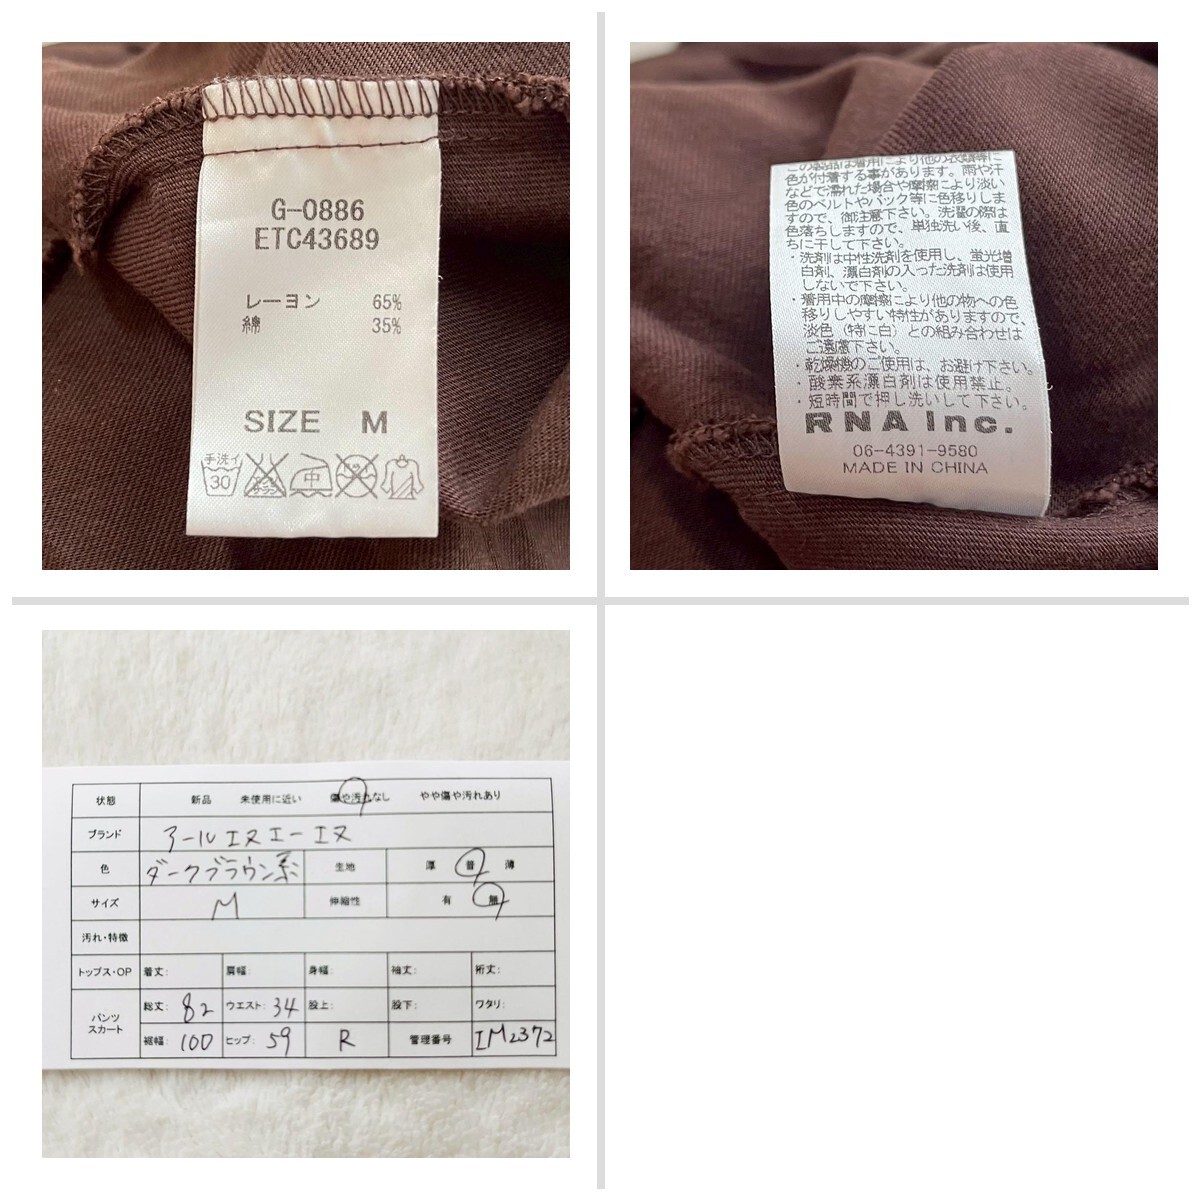 G-0886
ETC43689
レーヨン 65%
綿 35%
SIZE M
手洗イ
30
中
この製品は着用により他の衣類等に
色が付着する事があります。雨や汗
などで濡れた場合や摩擦により淡い
色のベルトやバック等に色移りしま
すので、御注意下さい。洗濯の際は
色落ちしますので、単独洗い後、直
ちに干して下さい。
・洗剤は中性洗剤を使用し、蛍光増
白剤、漂白剤の入った洗剤は使用
しないで下さい。
・着用中の摩擦により他の物への色
移りしやすい特性がありますので、
淡色（特に白）との組み合わせは
ご遠慮下さい。
・乾燥機のご使用は、お避け下さい。
・酸素系漂白剤は使用禁止。
・短時間で押し洗いして下さい。
RNA Inc.
06-4391-9580
MADE IN CHINA
状態 新品 未使用に近い 傷や汚れなし やや傷や汚れあり
ブランド アールエヌエーエヌ
色 ダークブラウン系 生地 厚 普 薄
サイズ M 伸縮性 有 無
汚れ・特徴
トップス・OP 着丈: 肩幅: 身幅: 袖丈: 裄丈:
パンツ
スカート
総丈: 82 ウエスト: 34 股上: 股下: ワタリ:
裾幅: 100 ヒップ: 59 R 管理番号 IM2372